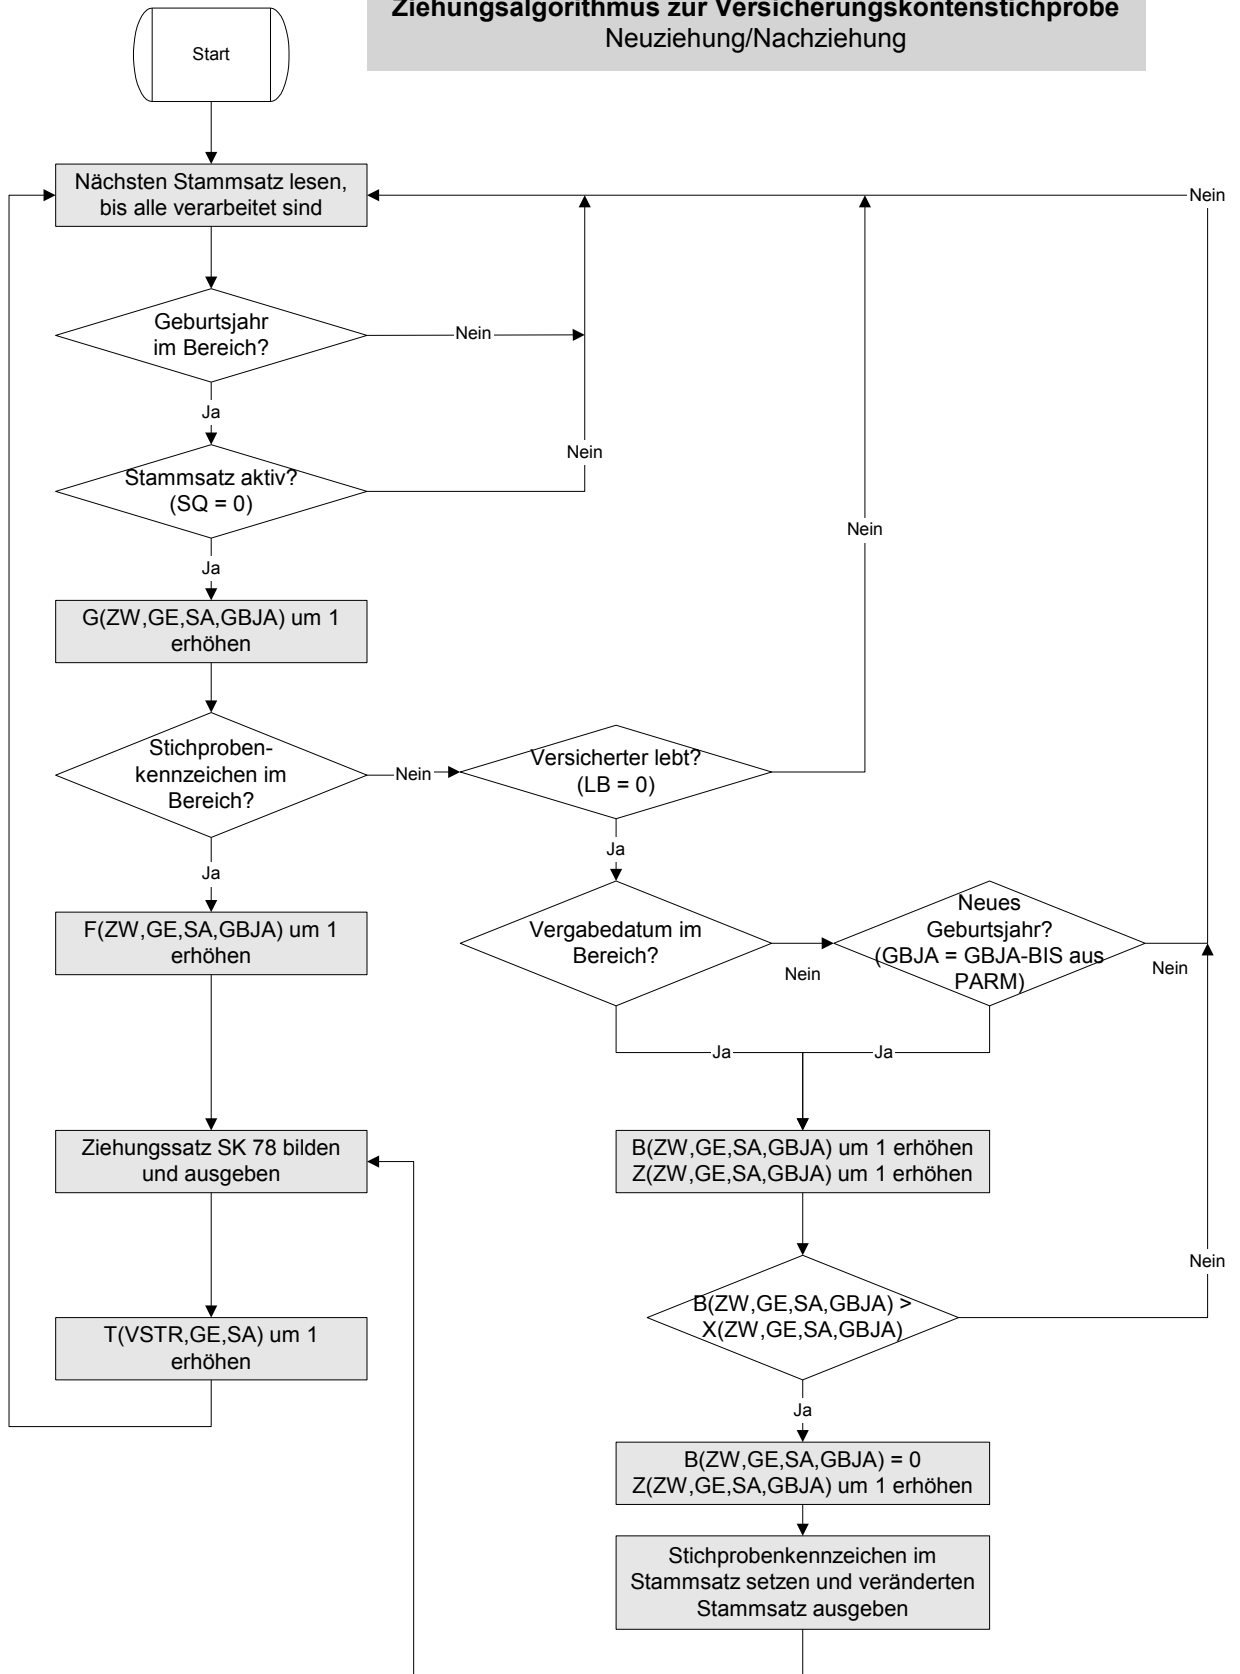 Ziehungsalgorithmus zur Versicherungskontenstichprobe
Neuziehung/Nachziehung
Start
Nächsten Stammsatz lesen,
bis alle verarbeitet sind
Nein
Geburtsjahr
im Bereich?
Nein
Ja
Nein
Stammsatz aktiv?
(SQ = 0)
Nein
Ja
G(ZW,GE,SA,GBJA) um 1
erhöhen
Stichproben-
kennzeichen im
Bereich?
Nein
Versicherter lebt?
(LB = 0)
Ja
Ja
F(ZW,GE,SA,GBJA) um 1
erhöhen
Vergabedatum im
Bereich?
Nein
Neues
Geburtsjahr?
(GBJA = GBJA-BIS aus
PARM)
Nein
Ja
Ja
Ziehungssatz SK 78 bilden
und ausgeben
B(ZW,GE,SA,GBJA) um 1 erhöhen
Z(ZW,GE,SA,GBJA) um 1 erhöhen
Nein
B(ZW,GE,SA,GBJA) >
X(ZW,GE,SA,GBJA)
T(VSTR,GE,SA) um 1
erhöhen
Ja
B(ZW,GE,SA,GBJA) = 0
Z(ZW,GE,SA,GBJA) um 1 erhöhen
Stichprobenkennzeichen im
Stammsatz setzen und veränderten
Stammsatz ausgeben